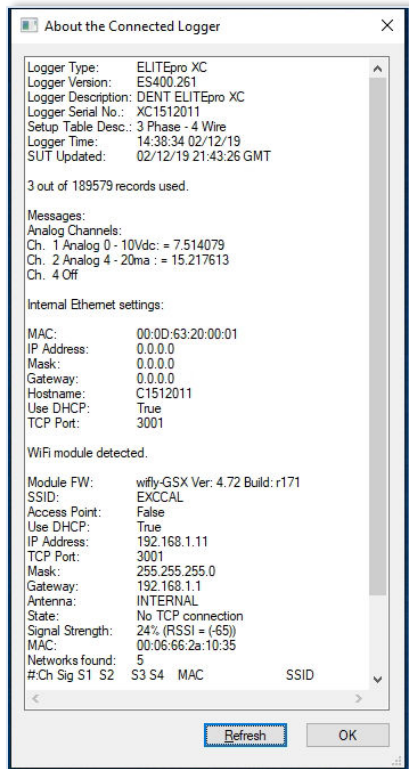 About the Connected Logger
Logger Type: ELITEpro XC
Logger Version: ES400.261
Logger Description: DENT ELITEpro XC
Logger Serial No.: XC1512011
Setup Table Desc.: 3 Phase - 4 Wire
Logger Time: 14:38:34 02/12/19
SUT Updated: 02/12/19 21:43:26 GMT
3 out of 189579 records used.
Messages:
Analog Channels:
Ch. 1 Analog 0 - 10Vdc: = 7.514079
Ch. 2 Analog 4 - 20ma : = 15.217613
Ch. 4 Off
Internal Ethernet settings:
MAC: 00:0D:63:20:00:01
IP Address: 0.0.0.0
Mask: 0.0.0.0
Gateway: 0.0.0.0
Hostname: C1512011
Use DHCP: True
TCP Port: 3001
WiFi module detected.
Module FW: wifly-GSX Ver: 4.72 Build: r171
SSID: EXCCAL
Access Point: False
Use DHCP: True
IP Address: 192.168.1.11
TCP Port: 3001
Mask: 255.255.255.0
Gateway: 192.168.1.1
Antenna: INTERNAL
State: No TCP connection
Signal Strength: 24% (RSSI = (-65))
MAC: 00:06:66:2a:10:35
Networks found: 5
#:Ch Sig S1 S2 S3 S4 MAC SSID
Refresh OK